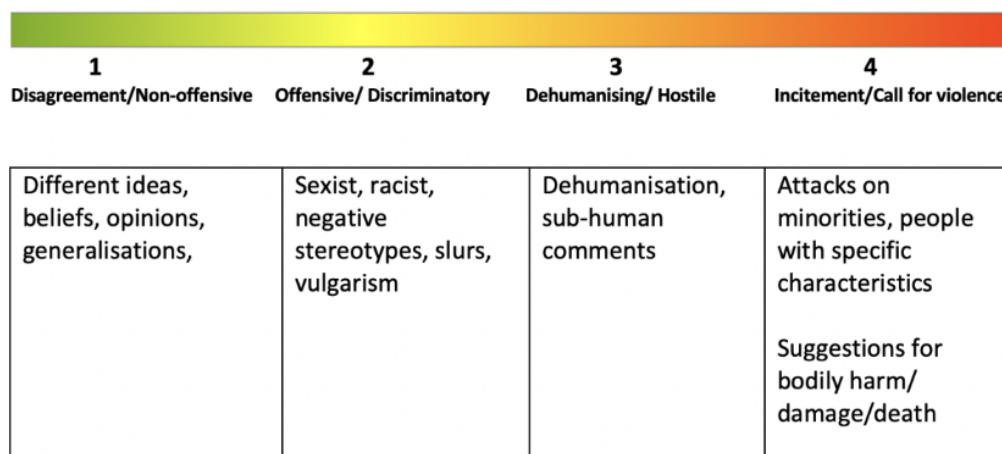 1
Disagreement/Non-offensive
2
Offensive/ Discriminatory
3
Dehumanising/ Hostile
4
Incitement/Call for violence
Different ideas,
beliefs, opinions,
generalisations,
Sexist, racist,
negative
stereotypes, slurs,
vulgarism
Dehumanisation,
sub-human
comments
Attacks on
minorities, people
with specific
characteristics
Suggestions for
bodily harm/
damage/death